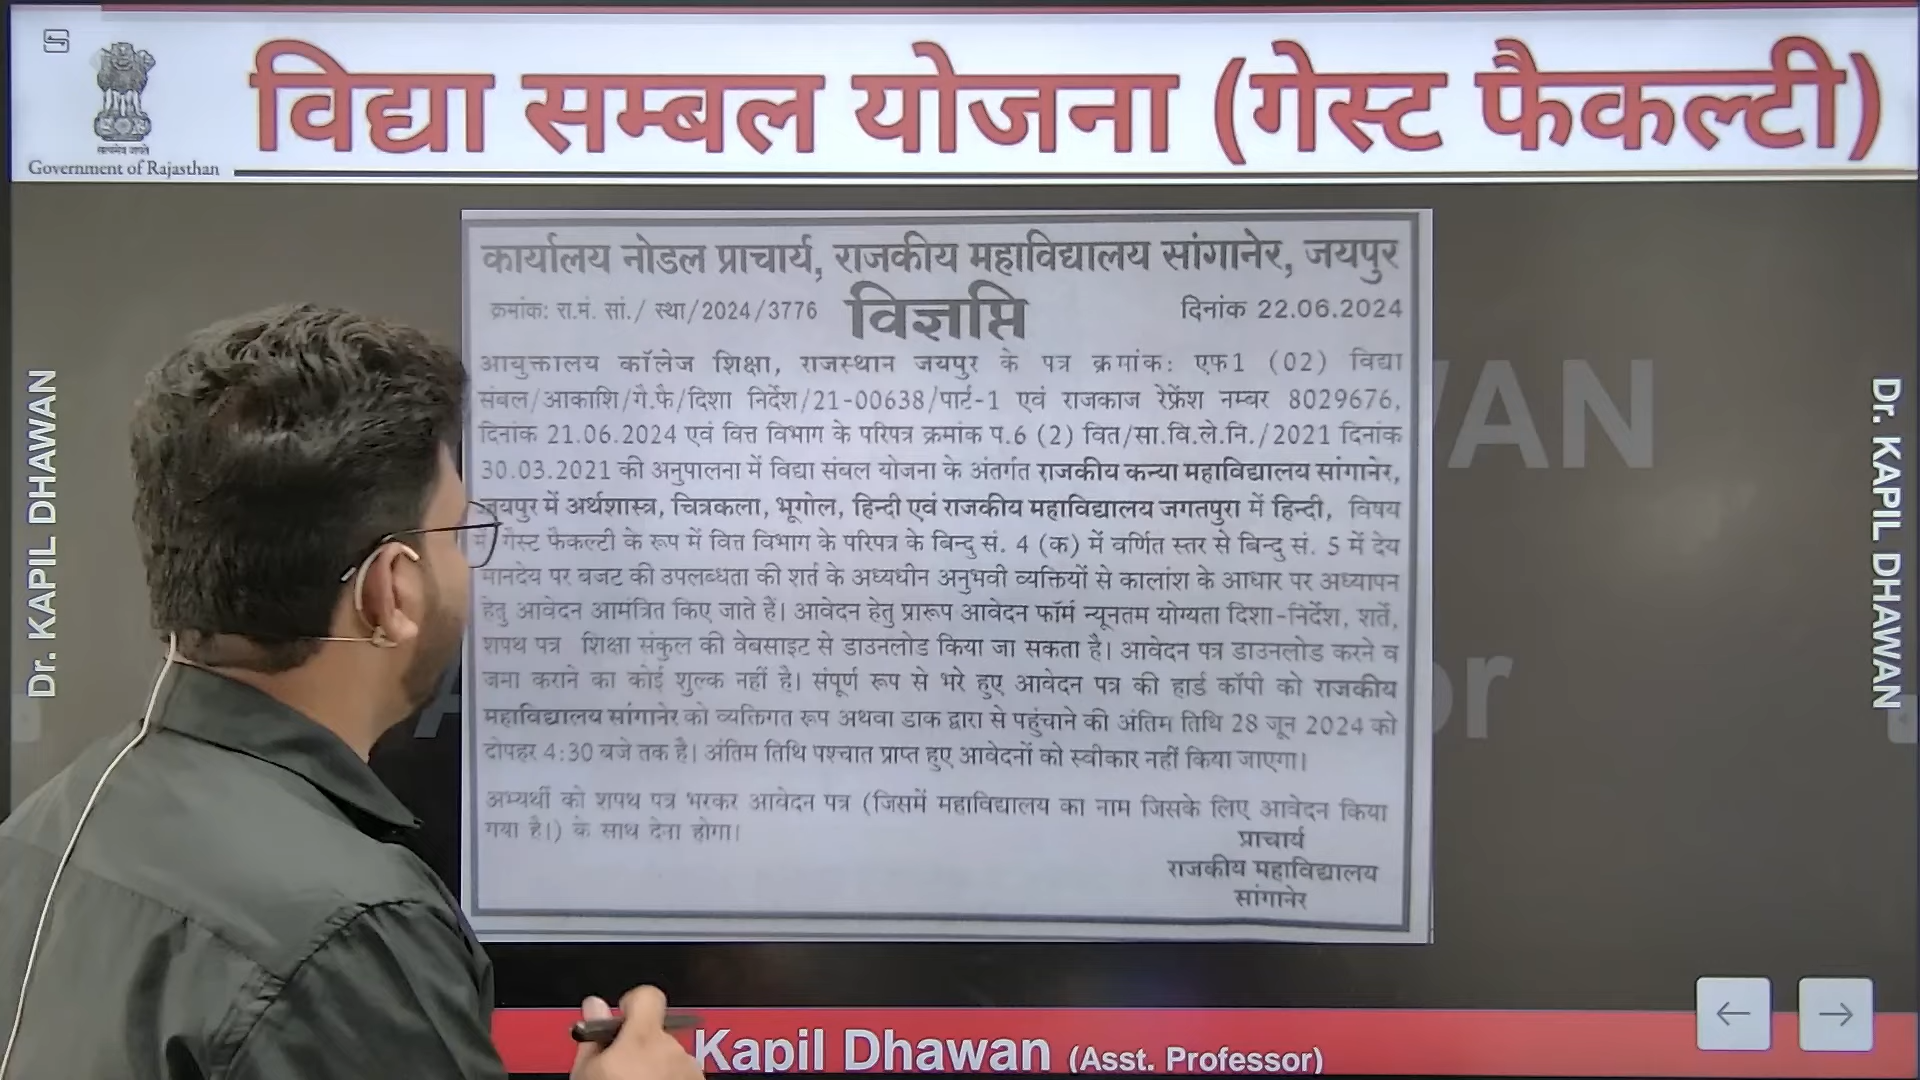 विद्या सम्बल योजना (गेस्ट फैकल्टी)
सत्यमेव जयते
Government of Rajasthan
कार्यालय नोडल प्राचार्य, राजकीय महाविद्यालय सांगानेर, जयपुर
क्रमांक: रा.मं. सां./ स्था/2024/3776
विज्ञप्ति
दिनांक 22.06.2024
आयुक्तालय कॉलेज शिक्षा, राजस्थान जयपुर के पत्र क्रमांक: एफ1 (02) विद्या
संबल/आकाशि/गै.फै/दिशा निर्देश/21-00638/पार्ट-1 एवं राजकाज रेफ्रेंश नम्बर 8029676,
दिनांक 21.06.2024 एवं वित्त विभाग के परिपत्र क्रमांक प.6 (2) वित/सा.वि.ले.नि./2021 दिनांक
30.03.2021 की अनुपालना में विद्या संबल योजना के अंतर्गत राजकीय कन्या महाविद्यालय सांगानेर,
जयपुर में अर्थशास्त्र, चित्रकला, भूगोल, हिन्दी एवं राजकीय महाविद्यालय जगतपुरा में हिन्दी, विषय
में गैस्ट फैकल्टी के रूप में वित्त विभाग के परिपत्र के बिन्दु सं. 4 (क) में वर्णित स्तर से बिन्दु सं. 5 में देय
मानदेय पर बजट की उपलब्धता की शर्त के अध्यधीन अनुभवी व्यक्तियों से कालांश के आधार पर अध्यापन
हेतु आवेदन आमंत्रित किए जाते हैं। आवेदन हेतु प्रारूप आवेदन फॉर्म न्यूनतम योग्यता दिशा-निर्देश, शर्ते,
शपथ पत्र शिक्षा संकुल की वेबसाइट से डाउनलोड किया जा सकता है। आवेदन पत्र डाउनलोड करने व
जमा कराने का कोई शुल्क नहीं है। संपूर्ण रूप से भरे हुए आवेदन पत्र की हार्ड कॉपी को राजकीय
महाविद्यालय सांगानेर को व्यक्तिगत रूप अथवा डाक द्वारा से पहुंचाने की अंतिम तिथि 28 जून 2024 को
दोपहर 4:30 बजे तक है। अंतिम तिथि पश्चात प्राप्त हुए आवेदनों को स्वीकार नहीं किया जाएगा।
अभ्यर्थी को शपथ पत्र भरकर आवेदन पत्र (जिसमें महाविद्यालय का नाम जिसके लिए आवेदन किया
गया है।) के साथ देना होगा।
प्राचार्य
राजकीय महाविद्यालय
सांगानेर
Dr. KAPIL DHAWAN
Dr. KAPIL DHAWAN
Kapil Dhawan (Asst. Professor)